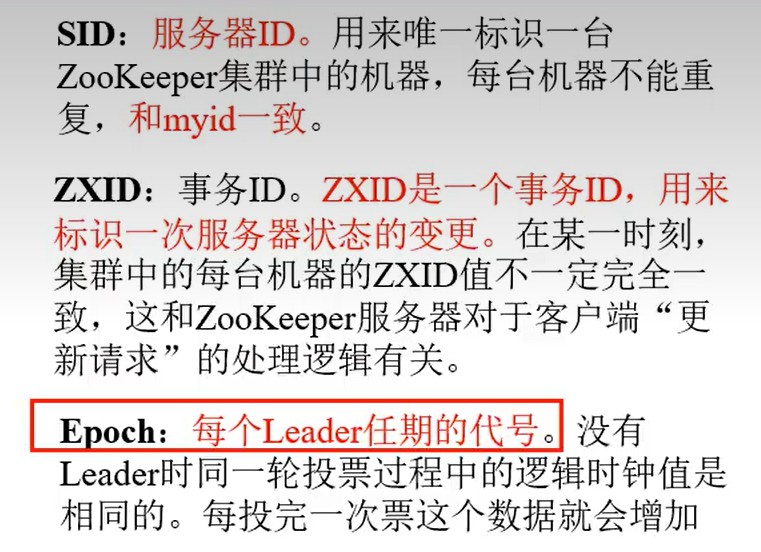 SID：服务器ID。用来唯一标识一台
ZooKeeper集群中的机器，每台机器不能重
复，和myid一致。
ZXID：事务ID。ZXID是一个事务ID，用来
标识一次服务器状态的变更。在某一时刻，
集群中的每台机器的ZXID值不一定完全一
致，这和ZooKeeper服务器对于客户端“更
新请求”的处理逻辑有关。
Epoch：每个Leader任期的代号。没有
Leader时同一轮投票过程中的逻辑时钟值是
相同的。每投完一次票这个数据就会增加